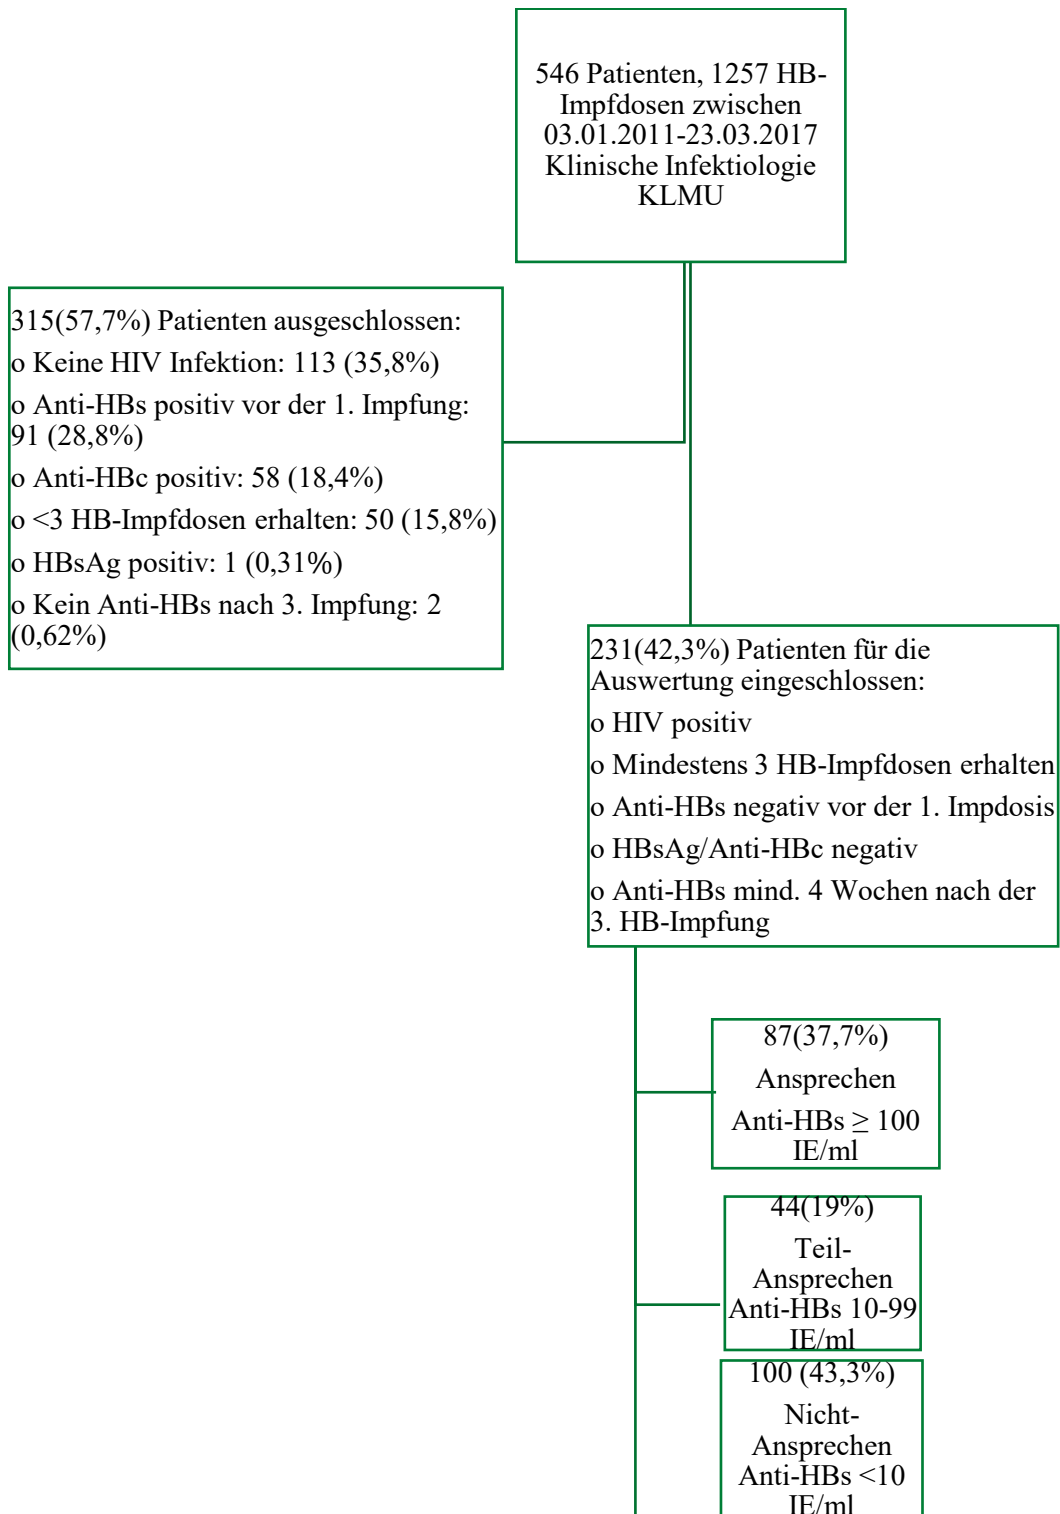 546 Patienten, 1257 HB-
Impfdosen zwischen
03.01.2011-23.03.2017
Klinische Infektiologie
KLMU
315(57,7%) Patienten ausgeschlossen:
o Keine HIV Infektion: 113 (35,8%)
o Anti-HBs positiv vor der 1. Impfung:
91 (28,8%)
o Anti-HBc positiv: 58 (18,4%)
o <3 HB-Impfdosen erhalten: 50 (15,8%)
o HBsAg positiv: 1 (0,31%)
o Kein Anti-HBs nach 3. Impfung: 2
(0,62%)
231(42,3%) Patienten für die
Auswertung eingeschlossen:
o HIV positiv
o Mindestens 3 HB-Impfdosen erhalten
o Anti-HBs negativ vor der 1. Impdosis
o HBsAg/Anti-HBc negativ
o Anti-HBs mind. 4 Wochen nach der
3. HB-Impfung
87(37,7%)
Ansprechen
Anti-HBs ≥ 100
IE/ml
44(19%)
Teil-
Ansprechen
Anti-HBs 10-99
IE/ml
100 (43,3%)
Nicht-
Ansprechen
Anti-HBs <10
IE/ml